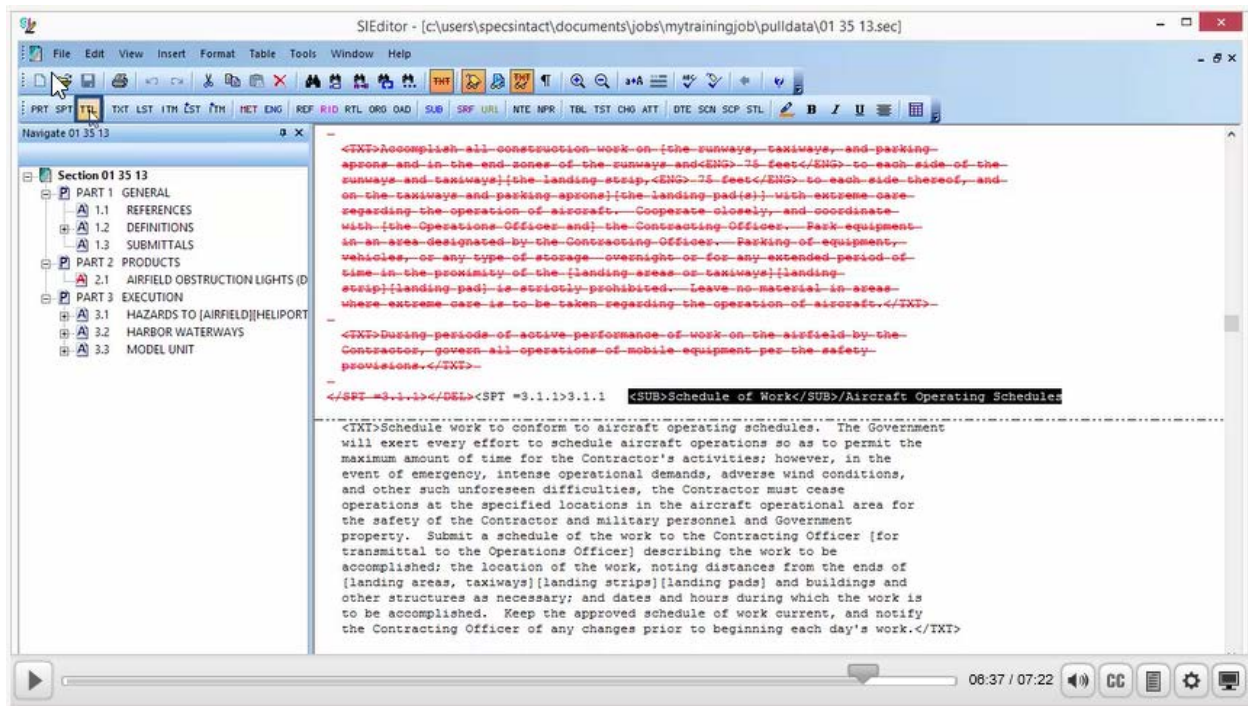 SIEditor - [c:\users\specsintact\documents\jobs\mytrainingjob\pulldata\01 35 13.sec]
File Edit View Insert Format Table Tools Window Help
PRT SPT TTL TXT LST ITM MET ENG REF RID RTL ORG OAD SUB SRF URL NTE NPR TBL TST CHG ATT DTE SCN SCP STL B I U
Navigate 01 35 13
Section 01 35 13
PART 1 GENERAL
1.1 REFERENCES
1.2 DEFINITIONS
1.3 SUBMITTALS
PART 2 PRODUCTS
2.1 AIRFIELD OBSTRUCTION LIGHTS (D
PART 3 EXECUTION
3.1 HAZARDS TO [AIRFIELD][HELIPORT
3.2 HARBOR WATERWAYS
3.3 MODEL UNIT
<TXT>Accomplish all construction work on [the runways, taxiways, and parking
aprons and in the end zones of the runways and<ENG> 75 feet</ENG> to each side of the
runways and taxiways][the landing strip,<ENG> 75 feet</ENG> to each side thereof, and
on the taxiways and parking aprons][the landing pad(s)] with extreme care
regarding the operation of aircraft. Cooperate closely, and coordinate
with [the Operations Officer and] the Contracting Officer. Park equipment
in an area designated by the Contracting Officer. Parking of equipment,
vehicles, or any type of storage overnight or for any extended period of
time in the proximity of the [landing areas or taxiways][landing
strip][landing pad] is strictly prohibited. Leave no material in areas
where extreme care is to be taken regarding the operation of aircraft.</TXT>
<TXT>During periods of active performance of work on the airfield by the
Contractor, govern all operations of mobile equipment per the safety
provisions.</TXT>
</SPT =3.1.1></DEL><SPT =3.1.1>3.1.1 <SUB>Schedule of Work</SUB>/Aircraft Operating Schedules
<TXT>Schedule work to conform to aircraft operating schedules. The Government
will exert every effort to schedule aircraft operations so as to permit the
maximum amount of time for the Contractor's activities; however, in the
event of emergency, intense operational demands, adverse wind conditions,
and other such unforeseen difficulties, the Contractor must cease
operations at the specified locations in the aircraft operational area for
the safety of the Contractor and military personnel and Government
property. Submit a schedule of the work to the Contracting Officer [for
transmittal to the Operations Officer] describing the work to be
accomplished; the location of the work, noting distances from the ends of
[landing areas, taxiways][landing strips][landing pads] and buildings and
other structures as necessary; and dates and hours during which the work is
to be accomplished. Keep the approved schedule of work current, and notify
the Contracting Officer of any changes prior to beginning each day's work.</TXT>
06:37 / 07:22 CC